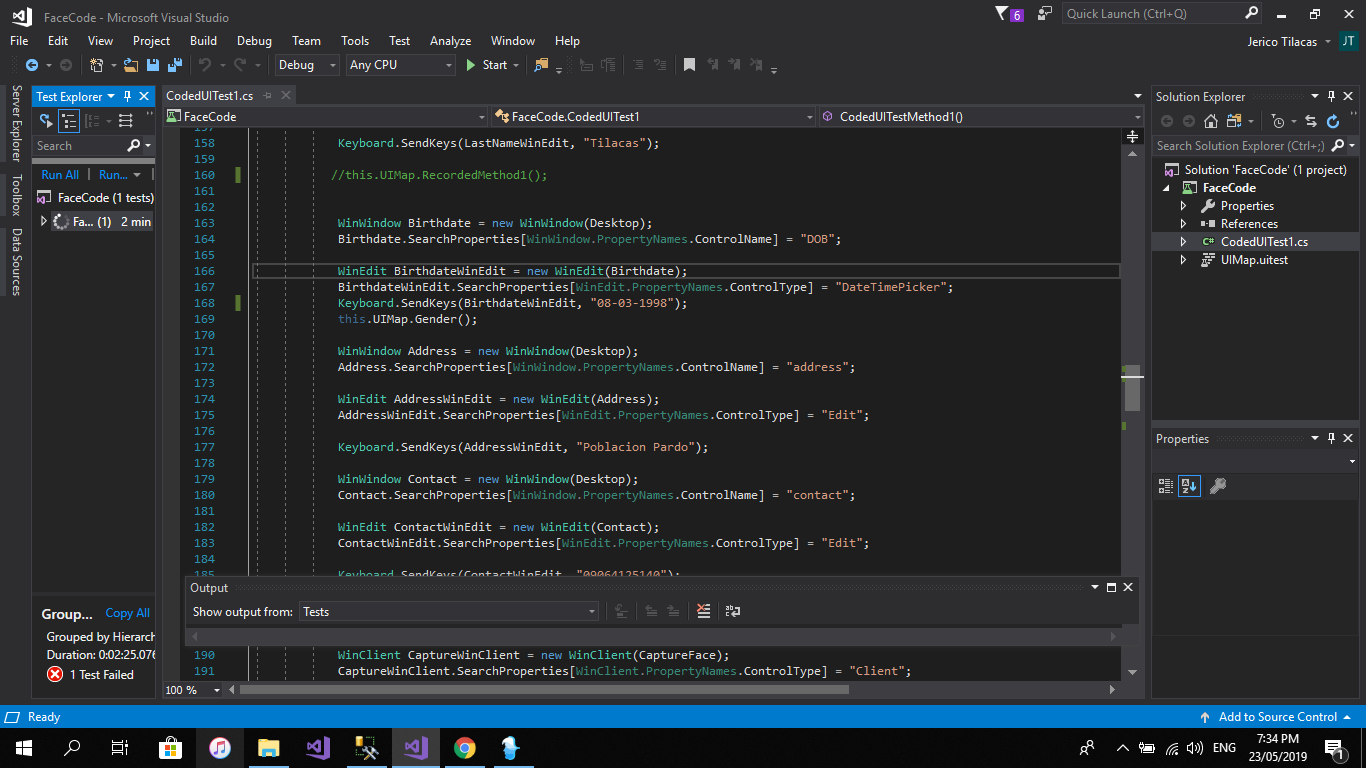 FaceCode - Microsoft Visual Studio
6
Quick Launch (Ctrl+Q)
File Edit View Project Build Debug Team Tools Test Analyze Window Help
Jerico Tilacas
JT
Debug
Any CPU
Start
Server Explorer
Toolbox
Data Sources
Test Explorer
Search
Run All | Run... |
FaceCode (1 tests)
Fa... (1) 2 min
Group... Copy All
Grouped by Hierarch
Duration: 0:02:25.076
1 Test Failed
CodedUITest1.cs
FaceCode
FaceCode.CodedUITest1
CodedUITestMethod1()
157
158 Keyboard.SendKeys(LastNameWinEdit, "Tilacas");
159
160 //this.UIMap.RecordedMethod1();
161
162
163 WinWindow Birthdate = new WinWindow(Desktop);
164 Birthdate.SearchProperties[WinWindow.PropertyNames.ControlName] = "DOB";
165
166 WinEdit BirthdateWinEdit = new WinEdit(Birthdate);
167 BirthdateWinEdit.SearchProperties[WinEdit.PropertyNames.ControlType] = "DateTimePicker";
168 Keyboard.SendKeys(BirthdateWinEdit, "08-03-1998");
169 this.UIMap.Gender();
170
171 WinWindow Address = new WinWindow(Desktop);
172 Address.SearchProperties[WinWindow.PropertyNames.ControlName] = "address";
173
174 WinEdit AddressWinEdit = new WinEdit(Address);
175 AddressWinEdit.SearchProperties[WinEdit.PropertyNames.ControlType] = "Edit";
176
177 Keyboard.SendKeys(AddressWinEdit, "Poblacion Pardo");
178
179 WinWindow Contact = new WinWindow(Desktop);
180 Contact.SearchProperties[WinWindow.PropertyNames.ControlName] = "contact";
181
182 WinEdit ContactWinEdit = new WinEdit(Contact);
183 ContactWinEdit.SearchProperties[WinEdit.PropertyNames.ControlType] = "Edit";
184
185 Keyboard.SendKeys(ContactWinEdit, "09064125140");
Output
Show output from: Tests
190 WinClient CaptureWinClient = new WinClient(CaptureFace);
191 CaptureWinClient.SearchProperties[WinClient.PropertyNames.ControlType] = "Client";
100 %
Solution Explorer
Search Solution Explorer (Ctrl+;)
Solution 'FaceCode' (1 project)
FaceCode
Properties
References
C# CodedUITest1.cs
UIMap.uitest
Properties
Ready
Add to Source Control
ENG
7:34 PM
23/05/2019
1